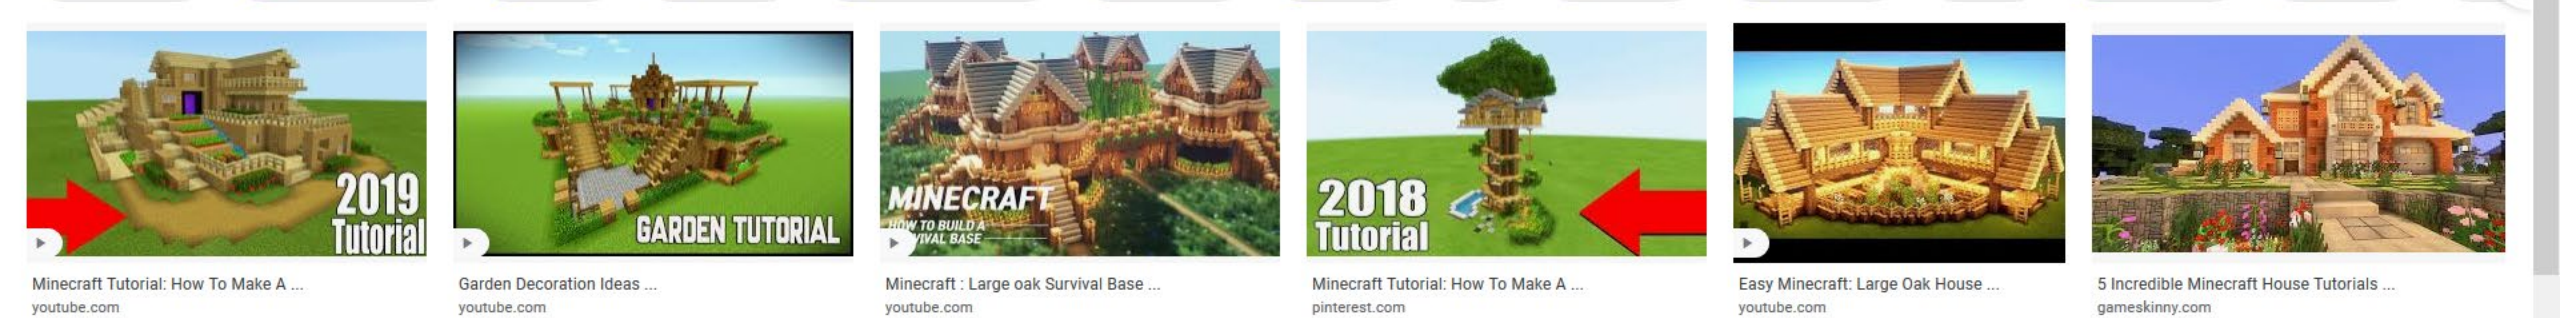 2019
Tutorial
Minecraft Tutorial: How To Make A ...
youtube.com
GARDEN TUTORIAL
Garden Decoration Ideas ...
youtube.com
MINECRAFT
HOW TO BUILD A
VIVAL BASE
Minecraft : Large oak Survival Base ...
youtube.com
2018
Tutorial
Minecraft Tutorial: How To Make A ...
pinterest.com
Easy Minecraft: Large Oak House ...
youtube.com
5 Incredible Minecraft House Tutorials ...
gameskinny.com